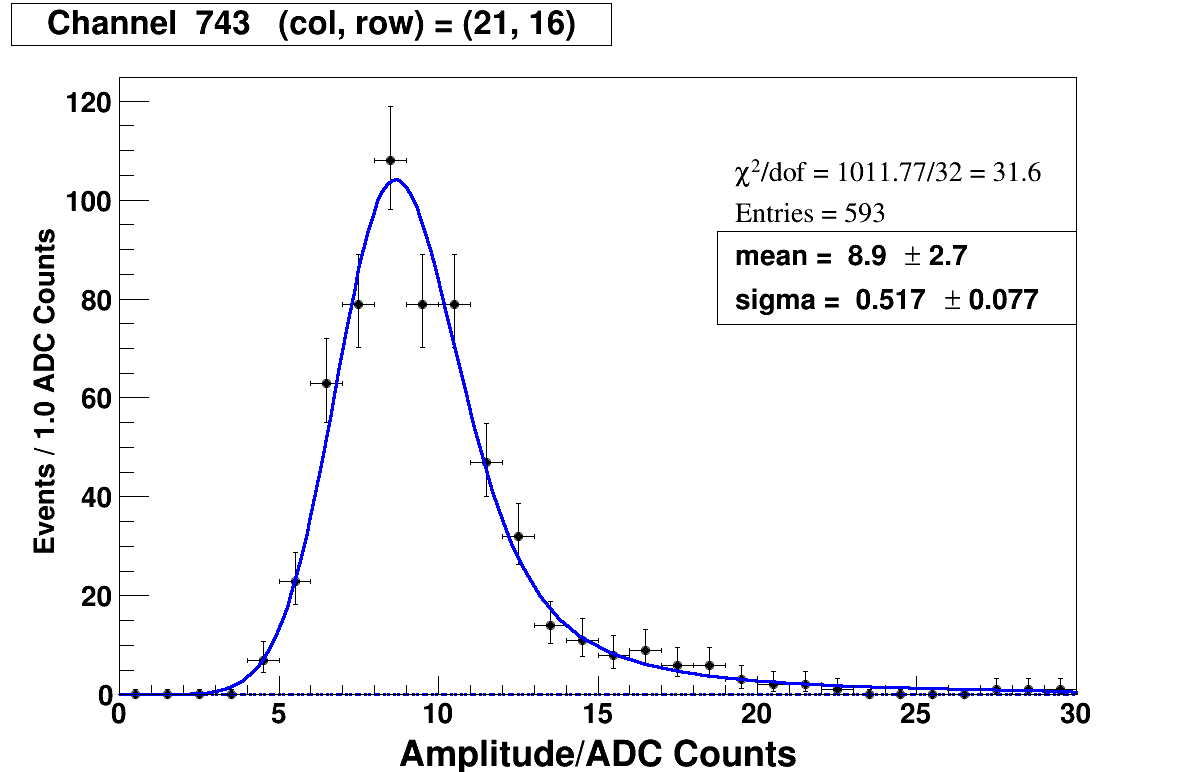 Channel 743 (col, row) = (21, 16)
120
100
80
60
40
20
0
Events / 1.0 ADC Counts
χ²/dof = 1011.77/32 = 31.6
Entries = 593
mean = 8.9 ± 2.7
sigma = 0.517 ± 0.077
0 5 10 15 20 25 30
Amplitude/ADC Counts